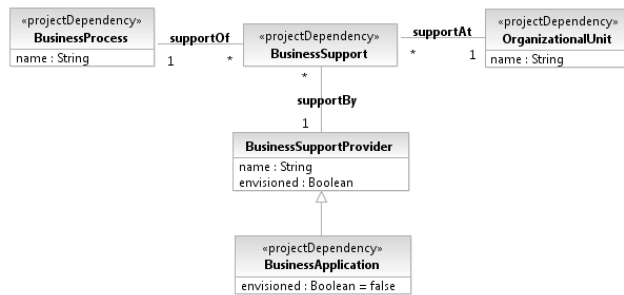 «projectDependency»
BusinessProcess
name : String
supportOf
1
*
«projectDependency»
BusinessSupport
supportAt
*
1
«projectDependency»
OrganizationalUnit
name : String
*
supportBy
1
BusinessSupportProvider
name : String
envisioned : Boolean
«projectDependency»
BusinessApplication
envisioned : Boolean = false